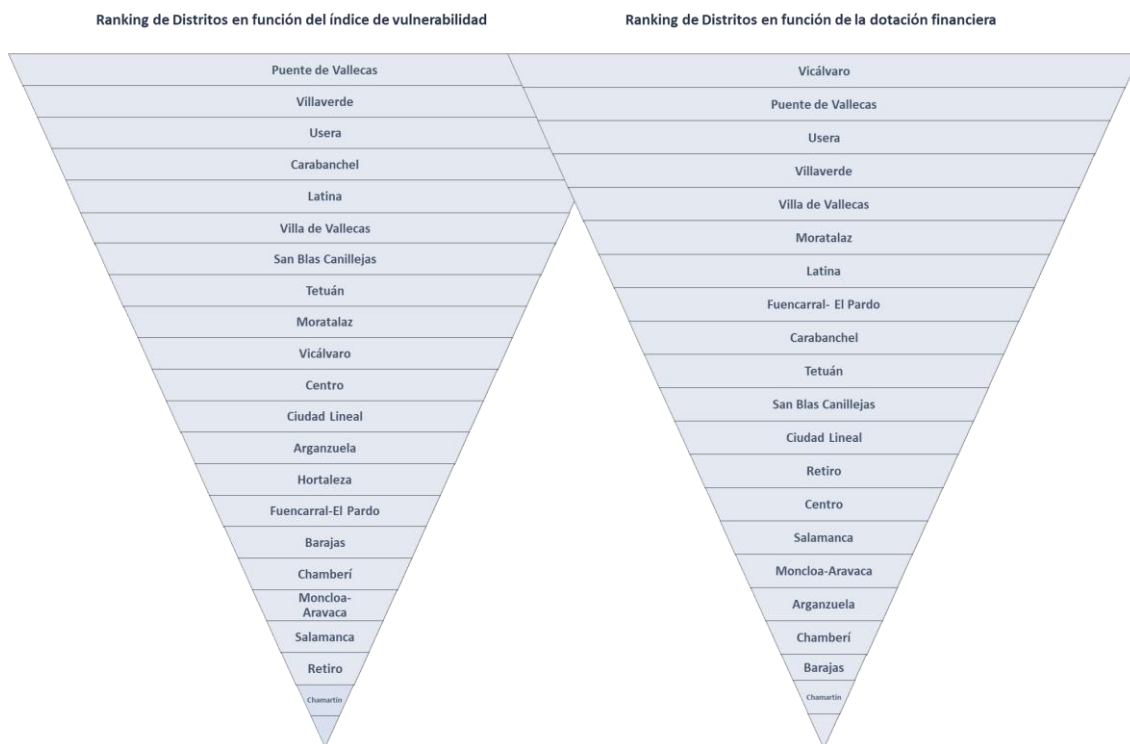 Ranking de Distritos en función del índice de vulnerabilidad
Puente de Vallecas
Villaverde
Usera
Carabanchel
Latina
Villa de Vallecas
San Blas Canillejas
Tetuán
Moratalaz
Vicálvaro
Centro
Ciudad Lineal
Arganzuela
Hortaleza
Fuencarral-El Pardo
Barajas
Chamberí
Moncloa-
Aravaca
Salamanca
Retiro
Chamartín
Ranking de Distritos en función de la dotación financiera
Vicálvaro
Puente de Vallecas
Usera
Villaverde
Villa de Vallecas
Moratalaz
Latina
Fuencarral- El Pardo
Carabanchel
Tetuán
San Blas Canillejas
Ciudad Lineal
Retiro
Centro
Salamanca
Moncloa-Aravaca
Arganzuela
Chamberí
Barajas
Chamartín